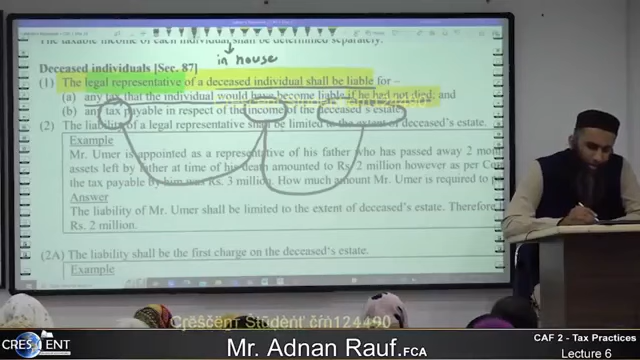 The taxable income of each individual shall be determined separately.
in house
Deceased individuals [Sec. 87]
(1) The legal representative of a deceased individual shall be liable for –
(a) any tax that the individual would have become liable if he had not died; and
(b) any tax payable in respect of the income of the deceased's estate
(2) The liability of a legal representative shall be limited to the extent of deceased's estate.
Example
Mr. Umer is appointed as a representative of his father who has passed away 2 mon
assets left by father at time of his death amounted to Rs. 2 million however as per Com
the tax payable by him was Rs. 3 million. How much amount Mr. Umer is required to p
Answer
The liability of Mr. Umer shall be limited to the extent of deceased's estate. Therefore
Rs. 2 million.
(2A) The liability shall be the first charge on the deceased's estate.
Example
CRESCENT
Mr. Adnan Rauf.FCA
CAF 2 - Tax Practices
Lecture 6